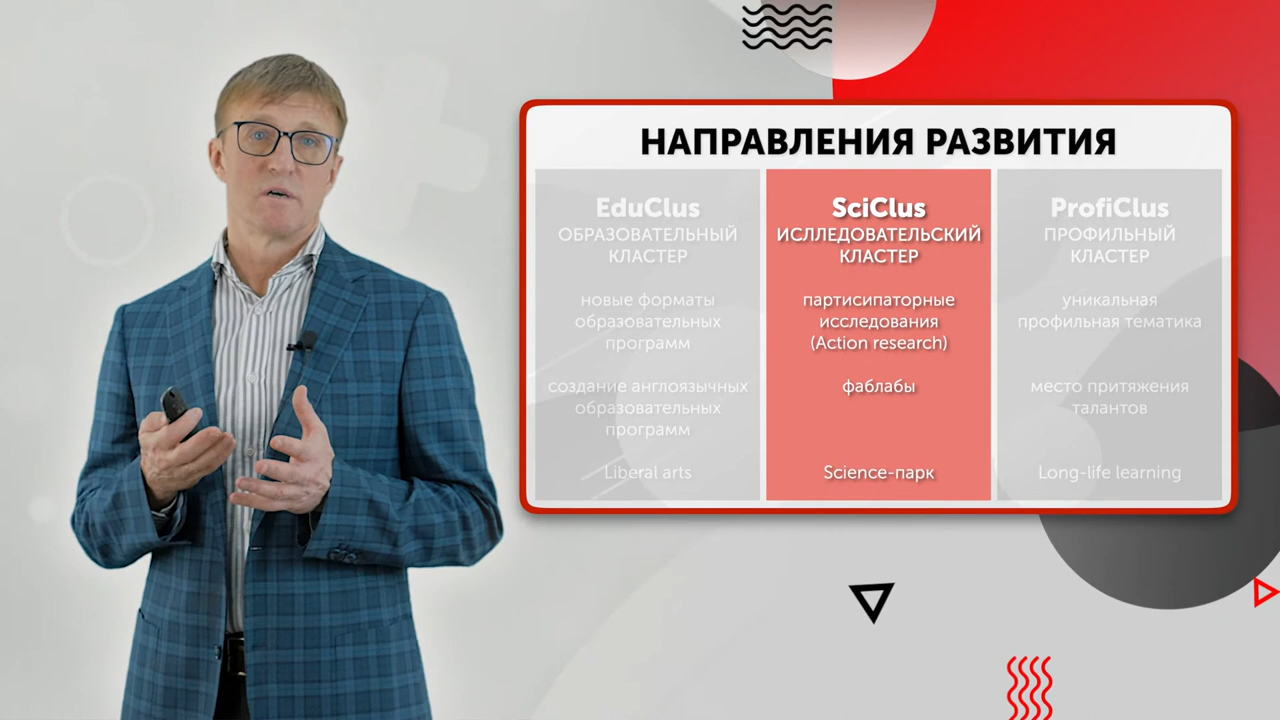 НАПРАВЛЕНИЯ РАЗВИТИЯ
EduClus
ОБРАЗОВАТЕЛЬНЫЙ
КЛАСТЕР
новые форматы
образовательных
программ
создание англоязычных
образовательных
программ
Liberal arts
SciClus
ИСЛЛЕДОВАТЕЛЬСКИЙ
КЛАСТЕР
партисипаторные
исследования
(Action research)
фаблабы
Science-парк
ProfiClus
ПРОФИЛЬНЫЙ
КЛАСТЕР
уникальная
профильная тематика
место притяжения
талантов
Long-life learning